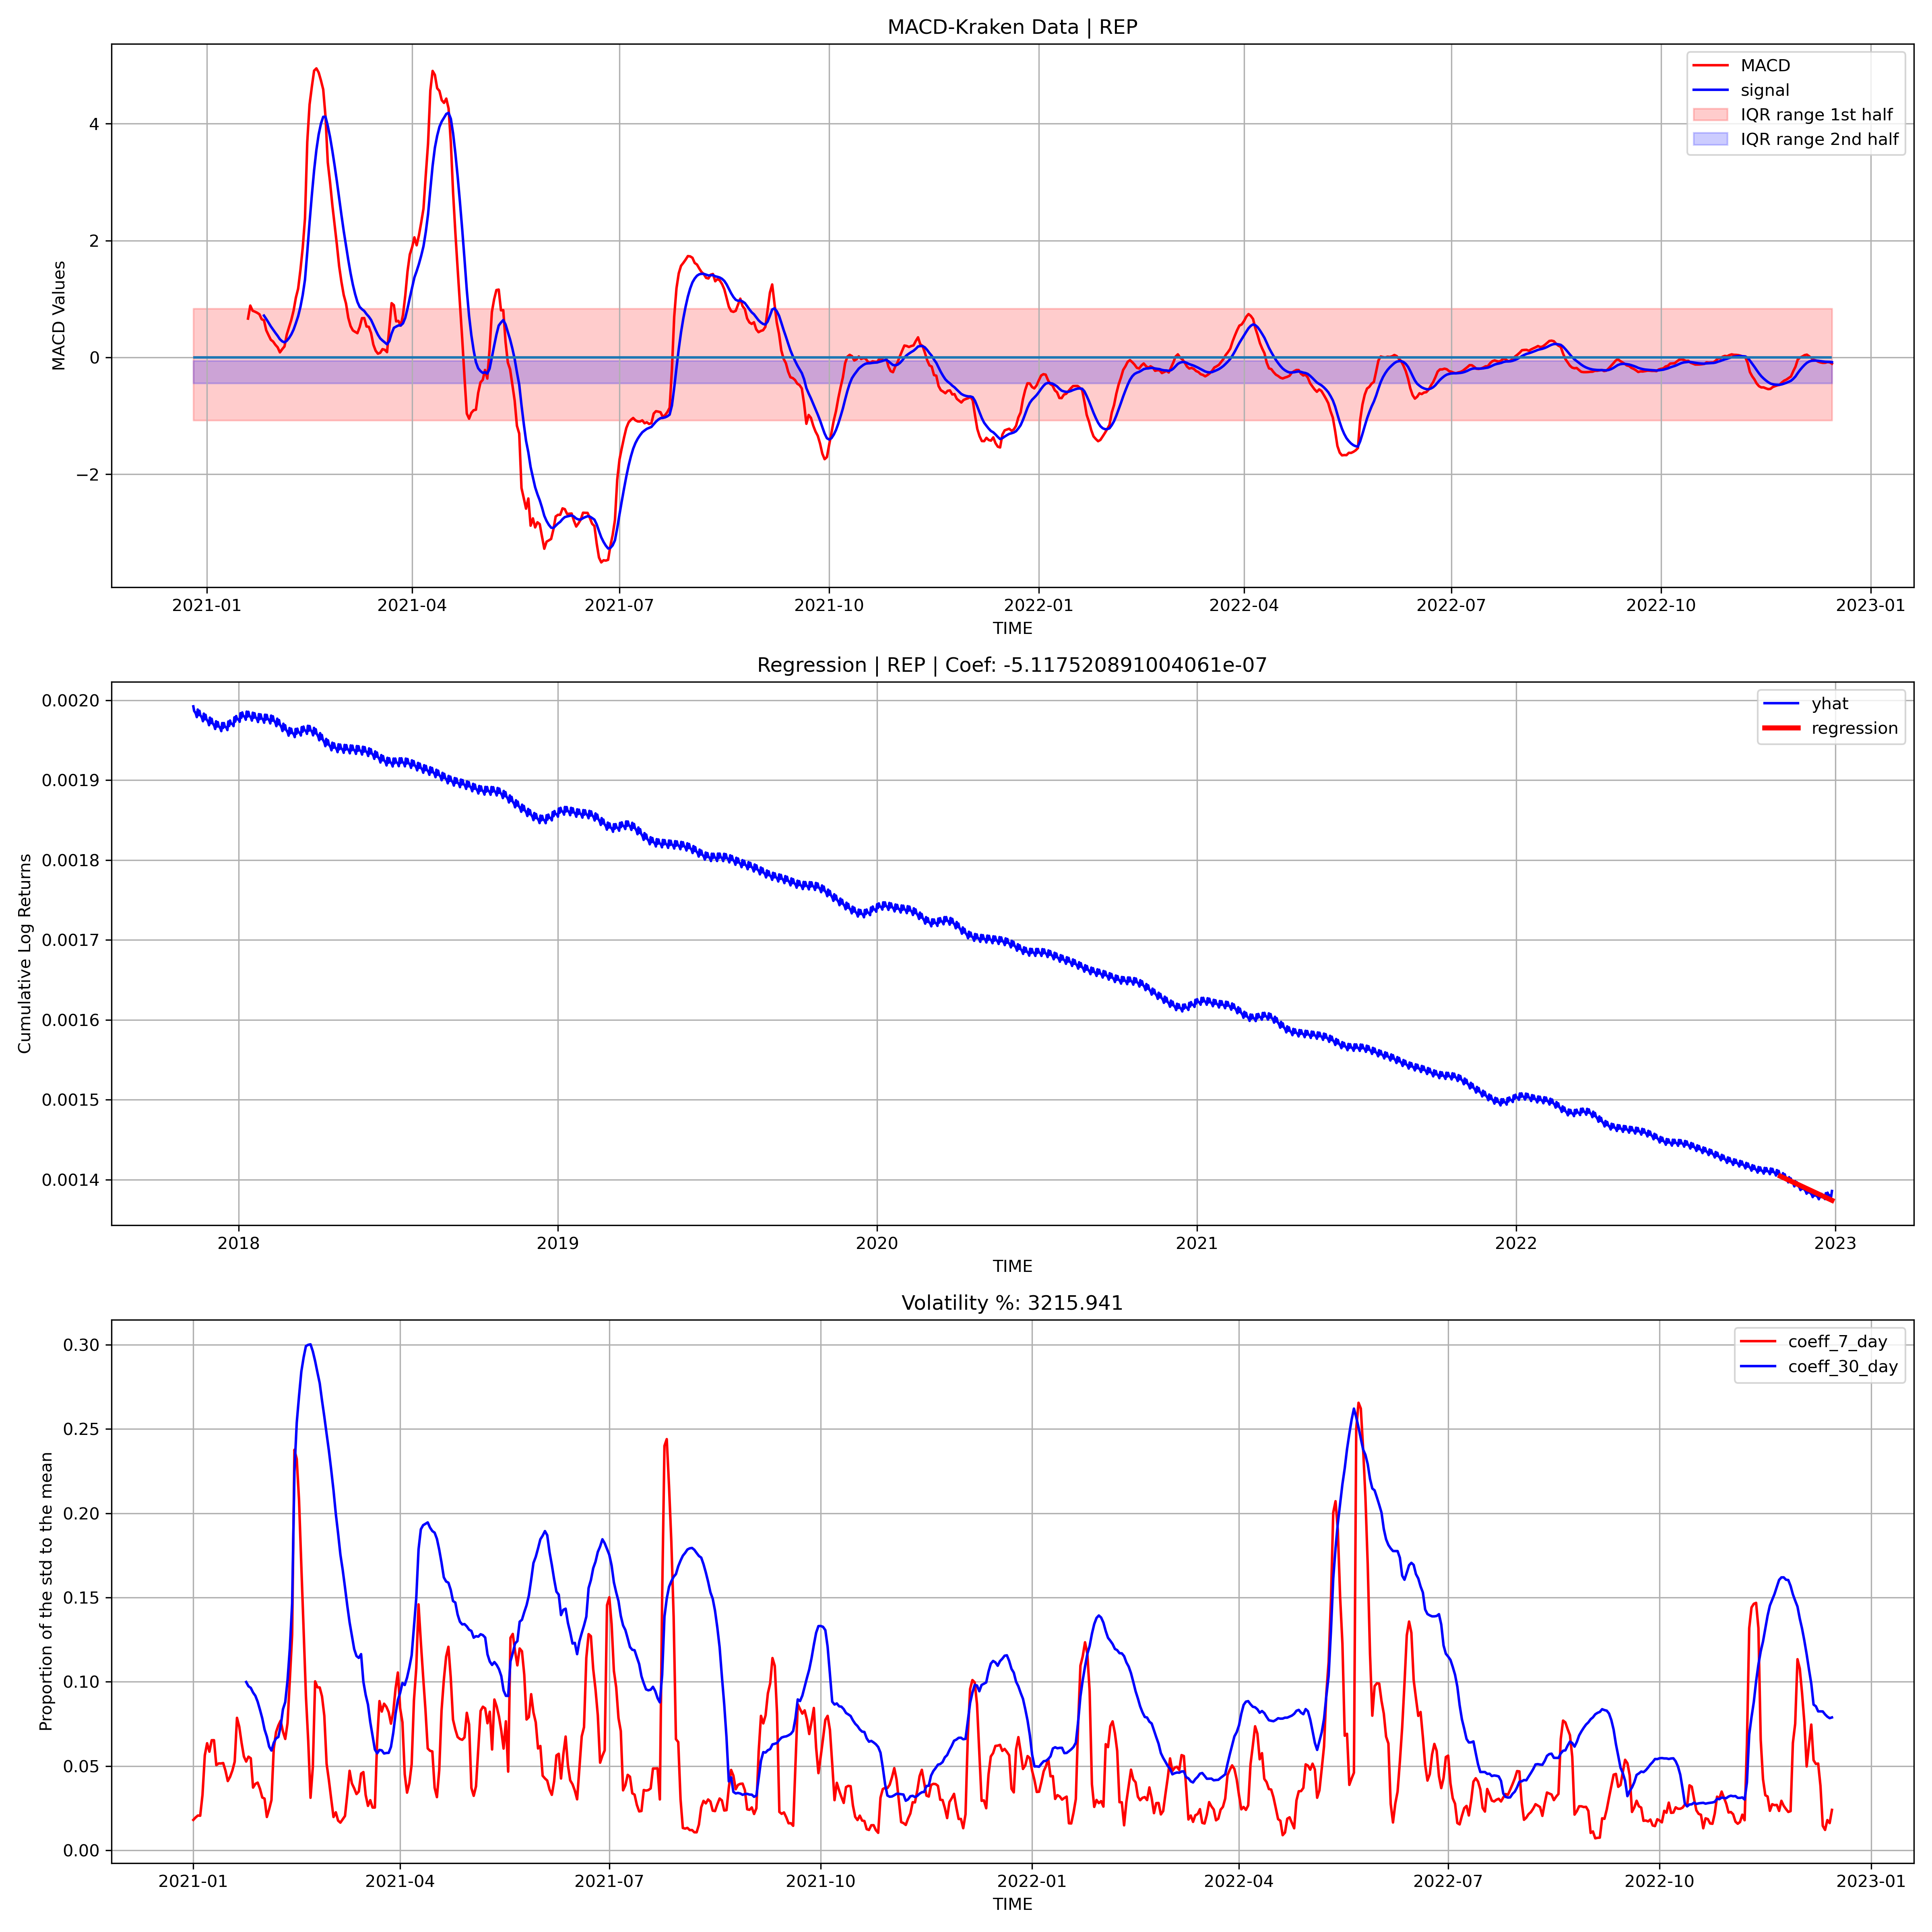 MACD-Kraken Data | REP
MACD
signal
IQR range 1st half
IQR range 2nd half
MACD Values
4
2
0
−2
2021-01
2021-04
2021-07
2021-10
2022-01
2022-04
2022-07
2022-10
2023-01
TIME
Regression | REP | Coef: -5.117520891004061e-07
yhat
regression
Cumulative Log Returns
0.0020
0.0019
0.0018
0.0017
0.0016
0.0015
0.0014
2018
2019
2020
2021
2022
2023
TIME
Volatility %: 3215.941
coeff_7_day
coeff_30_day
Proportion of the std to the mean
0.30
0.25
0.20
0.15
0.10
0.05
0.00
2021-01
2021-04
2021-07
2021-10
2022-01
2022-04
2022-07
2022-10
2023-01
TIME